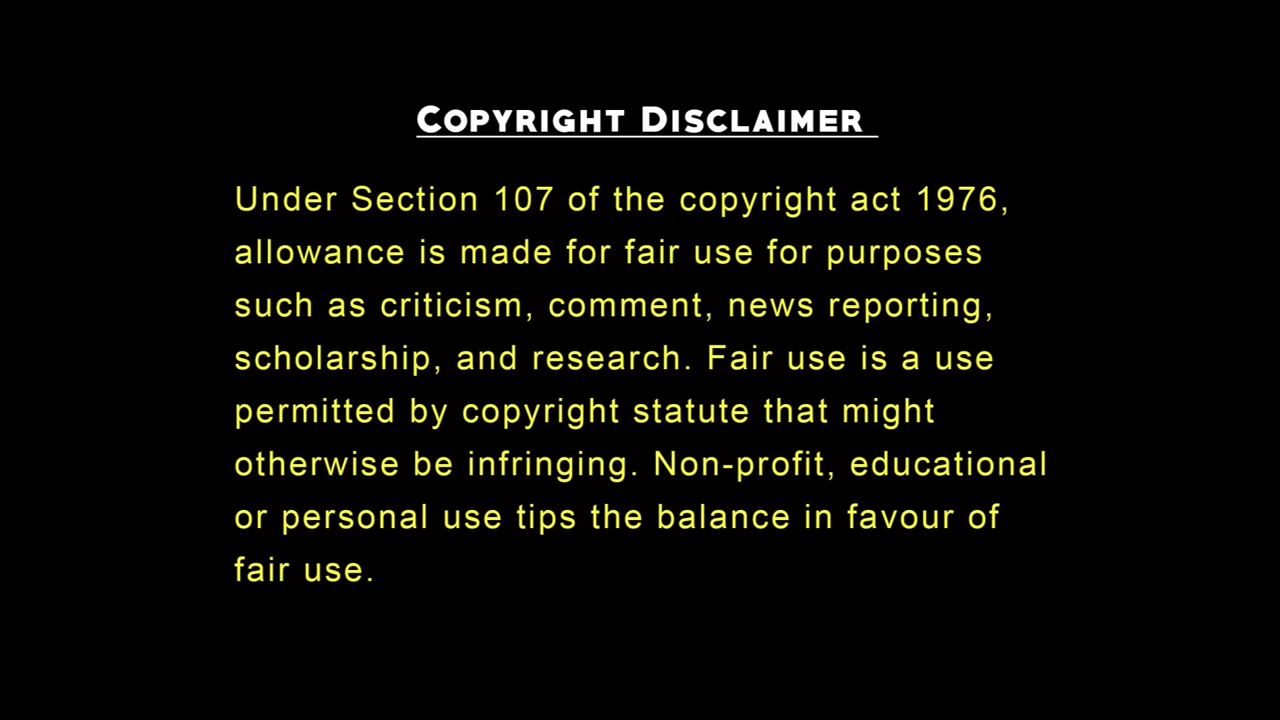 Copyright Disclaimer
Under Section 107 of the copyright act 1976,
allowance is made for fair use for purposes
such as criticism, comment, news reporting,
scholarship, and research. Fair use is a use
permitted by copyright statute that might
otherwise be infringing. Non-profit, educational
or personal use tips the balance in favour of
fair use.